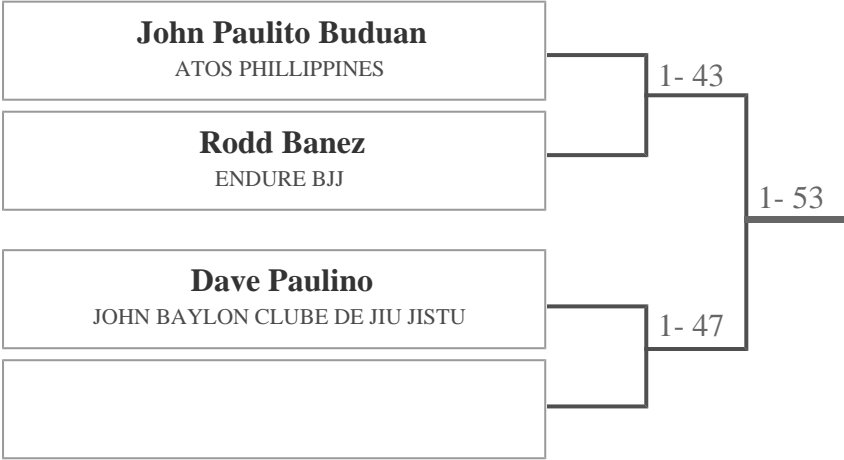 John Paulito Buduan
ATOS PHILLIPPINES
1- 43
Rodd Banez
ENDURE BJJ
1- 53
Dave Paulino
JOHN BAYLON CLUBE DE JIU JISTU
1- 47